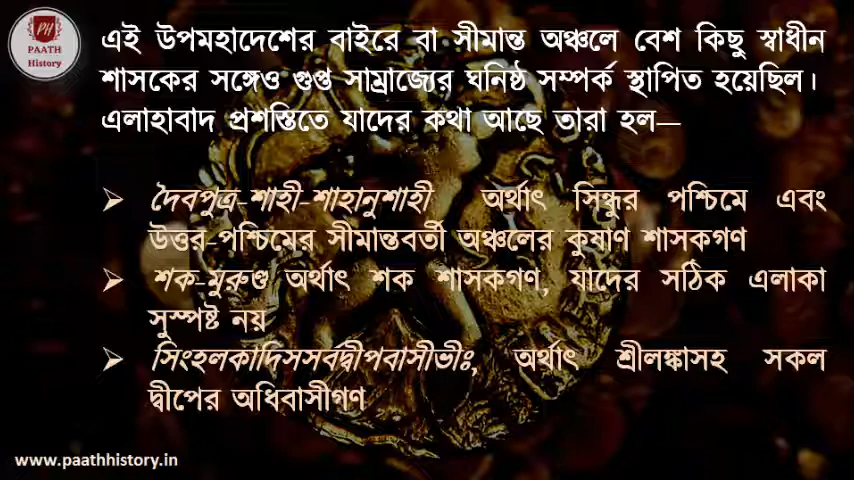 PH
PAATH
History
এই উপমহাদেশের বাইরে বা সীমান্ত অঞ্চলে বেশ কিছু স্বাধীন
শাসকের সঙ্গেও গুপ্ত সাম্রাজ্যের ঘনিষ্ঠ সম্পর্ক স্থাপিত হয়েছিল।
এলাহাবাদ প্রশস্তিতে যাদের কথা আছে তারা হল—
➢ দৈবপুত্র-শাহী-শাহানুশাহী অর্থাৎ সিন্ধুর পশ্চিমে এবং
উত্তর-পশ্চিমের সীমান্তবর্তী অঞ্চলের কুষাণ শাসকগণ
➢ শক-মুরুণ্ড অর্থাৎ শক শাসকগণ, যাদের সঠিক এলাকা
সুস্পষ্ট নয়
➢ সিংহলকাদিসসর্বদ্বীপবাসীভীঃ, অর্থাৎ শ্রীলঙ্কাসহ সকল
দ্বীপের অধিবাসীগণ
www.paathhistory.in